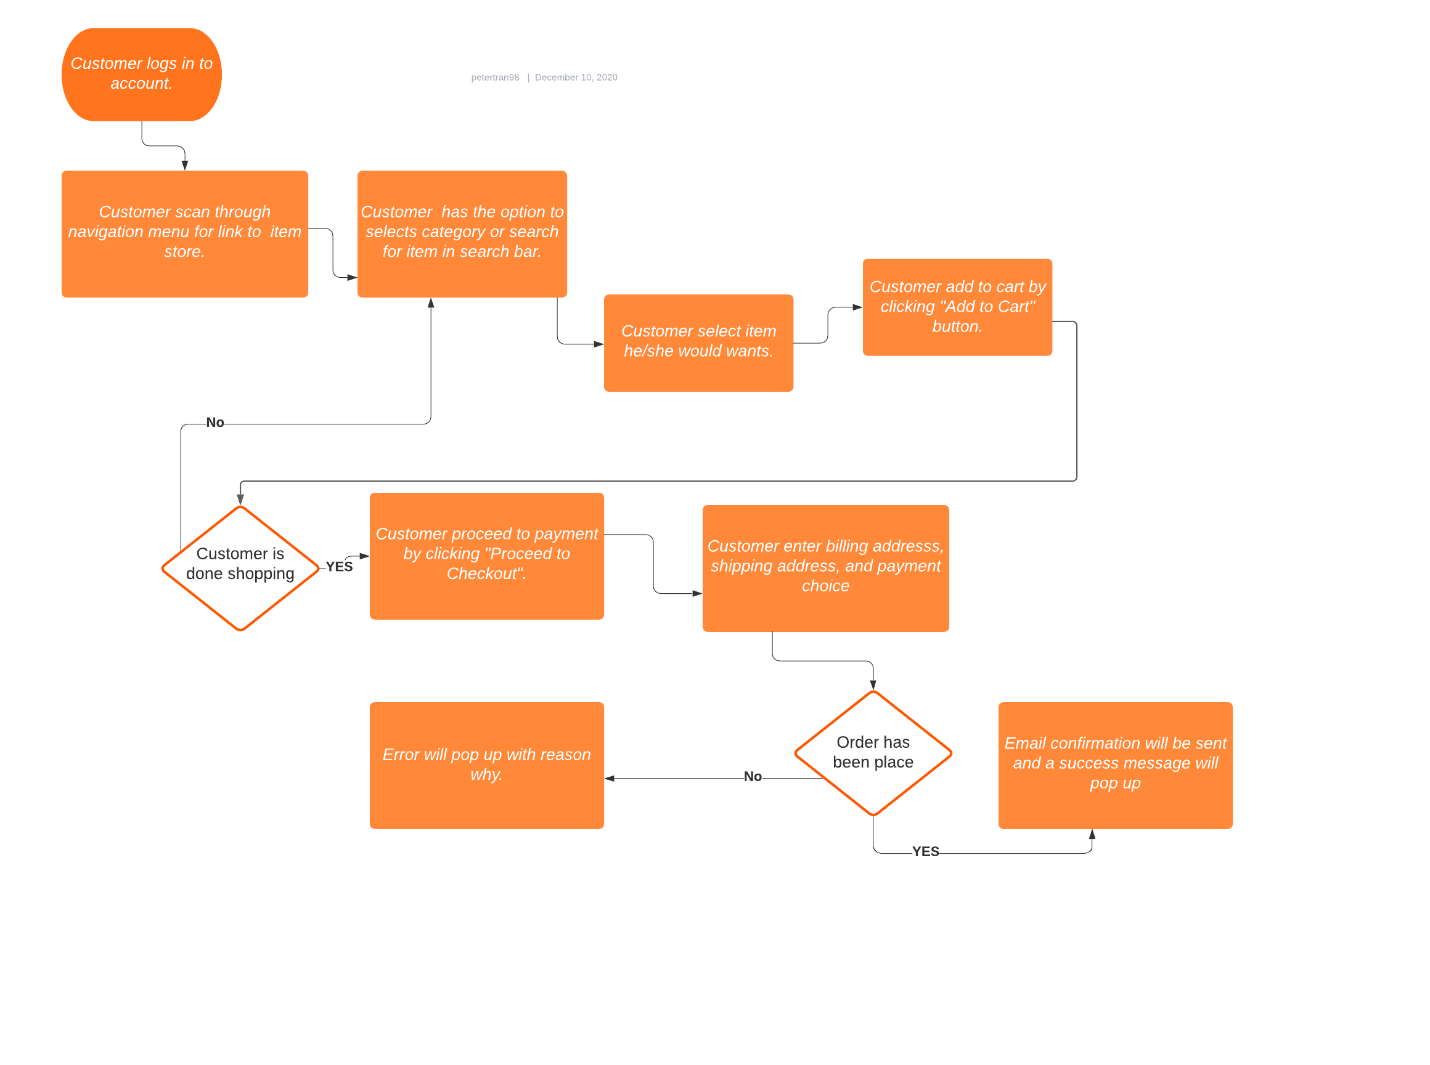 Customer logs in to
account.
petertran98 | December 10, 2020
Customer scan through
navigation menu for link to  item
store.
Customer  has the option to
selects category or search
for item in search bar.
Customer select item
he/she would wants.
Customer add to cart by
clicking "Add to Cart"
button.
No
Customer is
done shopping
YES
Customer proceed to payment
by clicking "Proceed to
Checkout".
Customer enter billing addresss,
shipping address, and payment
choice
Order has
been place
No
Error will pop up with reason
why.
YES
Email confirmation will be sent
and a success message will
pop up